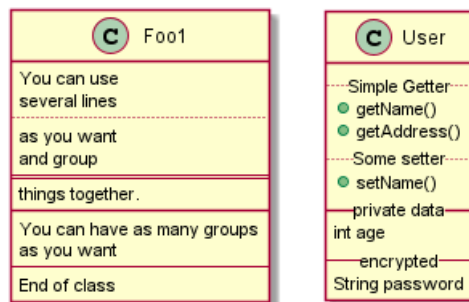 C Foo1
You can use
several lines
as you want
and group
things together.
You can have as many groups
as you want
End of class
C User
Simple Getter
getName()
getAddress()
Some setter
setName()
private data
int age
encrypted
String password